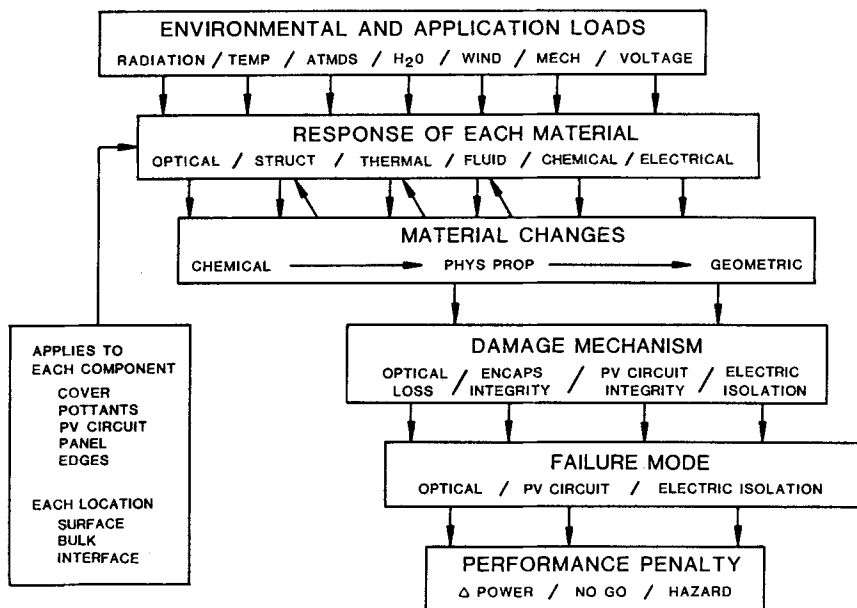 ENVIRONMENTAL AND APPLICATION LOADS
RADIATION / TEMP / ATMDS / H20 / WIND / MECH / VOLTAGE
RESPONSE OF EACH MATERIAL
OPTICAL / STRUCT / THERMAL / FLUID / CHEMICAL / ELECTRICAL
MATERIAL CHANGES
CHEMICAL PHYS PROP GEOMETRIC
APPLIES TO
EACH COMPONENT
COVER
POTTANTS
PV CIRCUIT
PANEL
EDGES
EACH LOCATION
SURFACE
BULK
INTERFACE
DAMAGE MECHANISM
OPTICAL / ENCAPS / PV CIRCUIT / ELECTRIC
LOSS INTEGRITY INTEGRITY ISOLATION
FAILURE MODE
OPTICAL / PV CIRCUIT / ELECTRIC ISOLATION
PERFORMANCE PENALTY
Δ POWER / NO GO / HAZARD